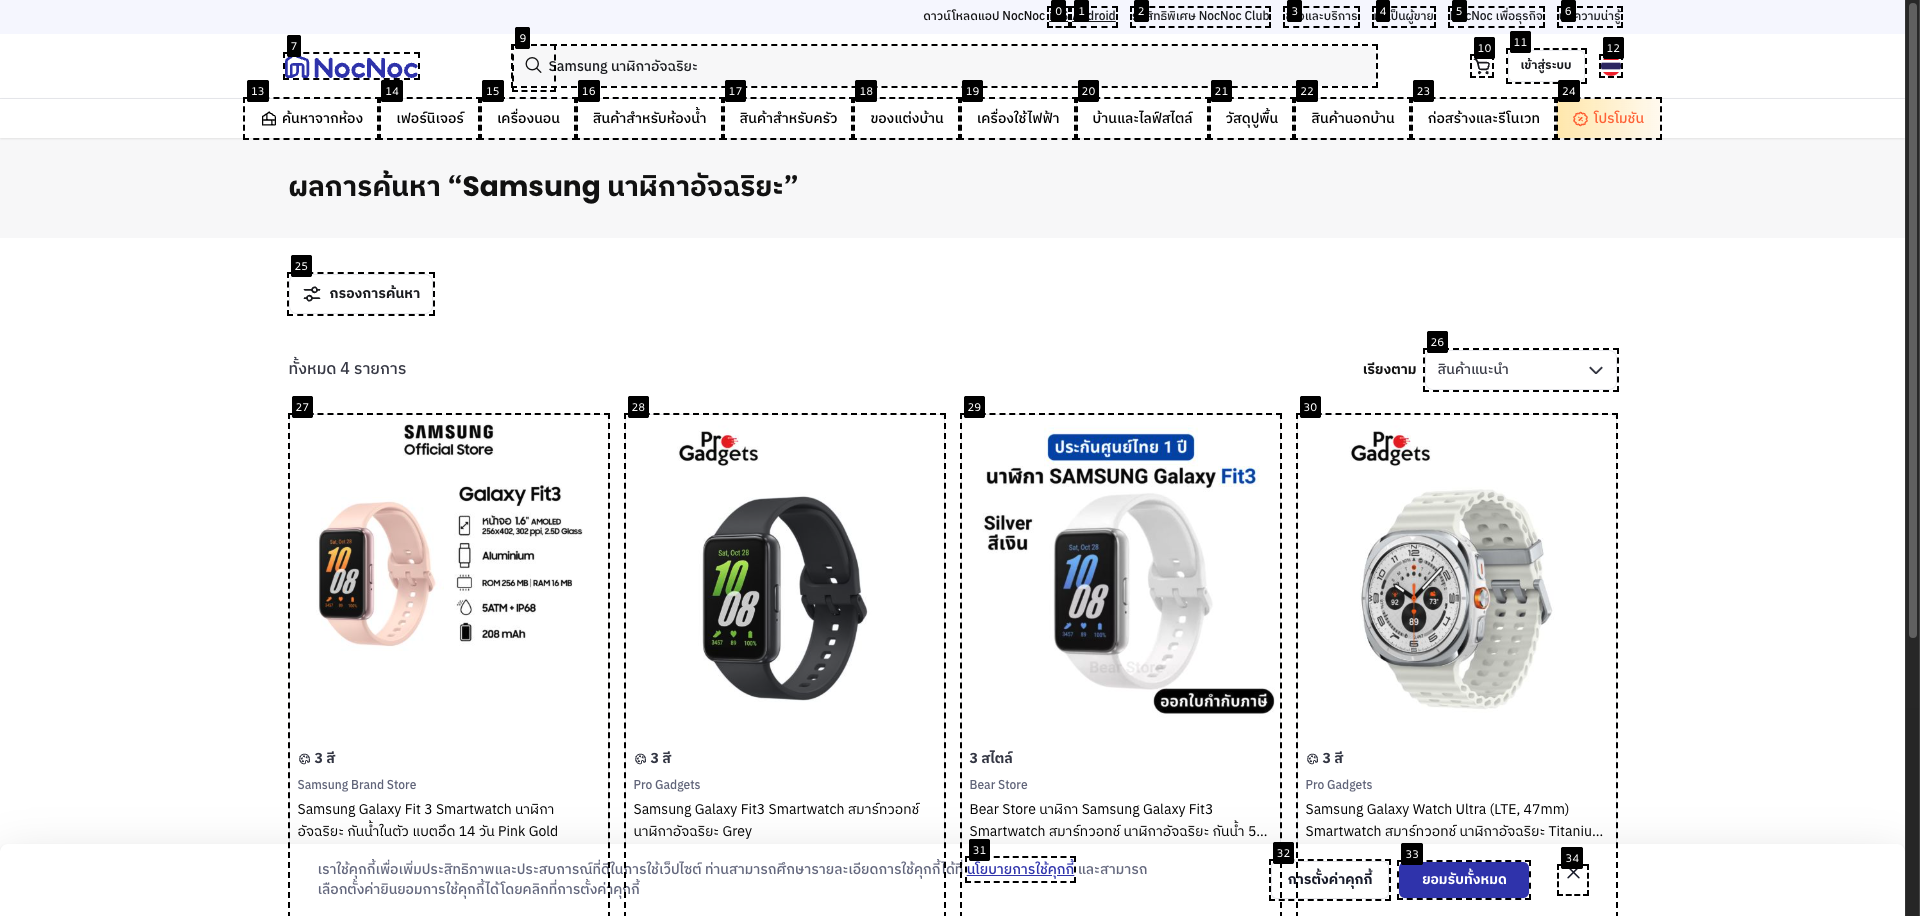 ดาวน์โหลดแอป NocNoc
สิทธิพิเศษ NocNoc Club
และบริการ
เป็นผู้ขาย
NocNoc เพื่อธุรกิจ
ความน่ารู้
0 1 2 3 4 5 6
7 9 10 11 12
NocNoc
Samsung นาฬิกาอัจฉริยะ
เข้าสู่ระบบ
13 14 15 16 17 18 19 20 21 22 23 24
ค้นหาจากห้อง
เฟอร์นิเจอร์
เครื่องนอน
สินค้าสำหรับห้องน้ำ
สินค้าสำหรับครัว
ของแต่งบ้าน
เครื่องใช้ไฟฟ้า
บ้านและไลฟ์สไตล์
วัสดุปูพื้น
สินค้านอกบ้าน
ก่อสร้างและรีโนเวท
โปรโมชัน
ผลการค้นหา “Samsung นาฬิกาอัจฉริยะ”
25
กรองการค้นหา
ทั้งหมด 4 รายการ
เรียงตาม
26
สินค้าแนะนำ
27
SAMSUNG
Official Store
Galaxy Fit3
หน้าจอ 1.6" AMOLED
256x402, 302 ppi, 2.5D Glass
Aluminium
ROM 256 MB | RAM 16 MB
5ATM + IP68
208 mAh
Sat, Oct 28
10
08
3 สี
Samsung Brand Store
Samsung Galaxy Fit 3 Smartwatch นาฬิกา
อัจฉริยะ กันน้ำในตัว แบตอึด 14 วัน Pink Gold
28
Pro
Gadgets
Sat, Oct 28
10
08
3 สี
Pro Gadgets
Samsung Galaxy Fit3 Smartwatch สมาร์ทวอทช์
นาฬิกาอัจฉริยะ Grey
29
ประกันศูนย์ไทย 1 ปี
นาฬิกา SAMSUNG Galaxy Fit3
Silver
สีเงิน
Sat, Oct 28
10
08
Bear Store
ออกใบกำกับภาษี
3 สไตล์
Bear Store
Bear Store นาฬิกา Samsung Galaxy Fit3
Smartwatch สมาร์ทวอทช์ นาฬิกาอัจฉริยะ กันน้ำ 5...
30
Pro
Gadgets
92 73° 89
3 สี
Pro Gadgets
Samsung Galaxy Watch Ultra (LTE, 47mm)
Smartwatch สมาร์ทวอทช์ นาฬิกาอัจฉริยะ Titaniu...
31 32 33 34
เราใช้คุกกี้เพื่อเพิ่มประสิทธิภาพและประสบการณ์ที่ดีในการใช้เว็บไซต์ ท่านสามารถศึกษารายละเอียดการใช้คุกกี้ได้ที่ นโยบายการใช้คุกกี้ และสามารถ
เลือกตั้งค่ายินยอมการใช้คุกกี้ได้โดยคลิกที่การตั้งค่าคุกกี้
การตั้งค่าคุกกี้
ยอมรับทั้งหมด